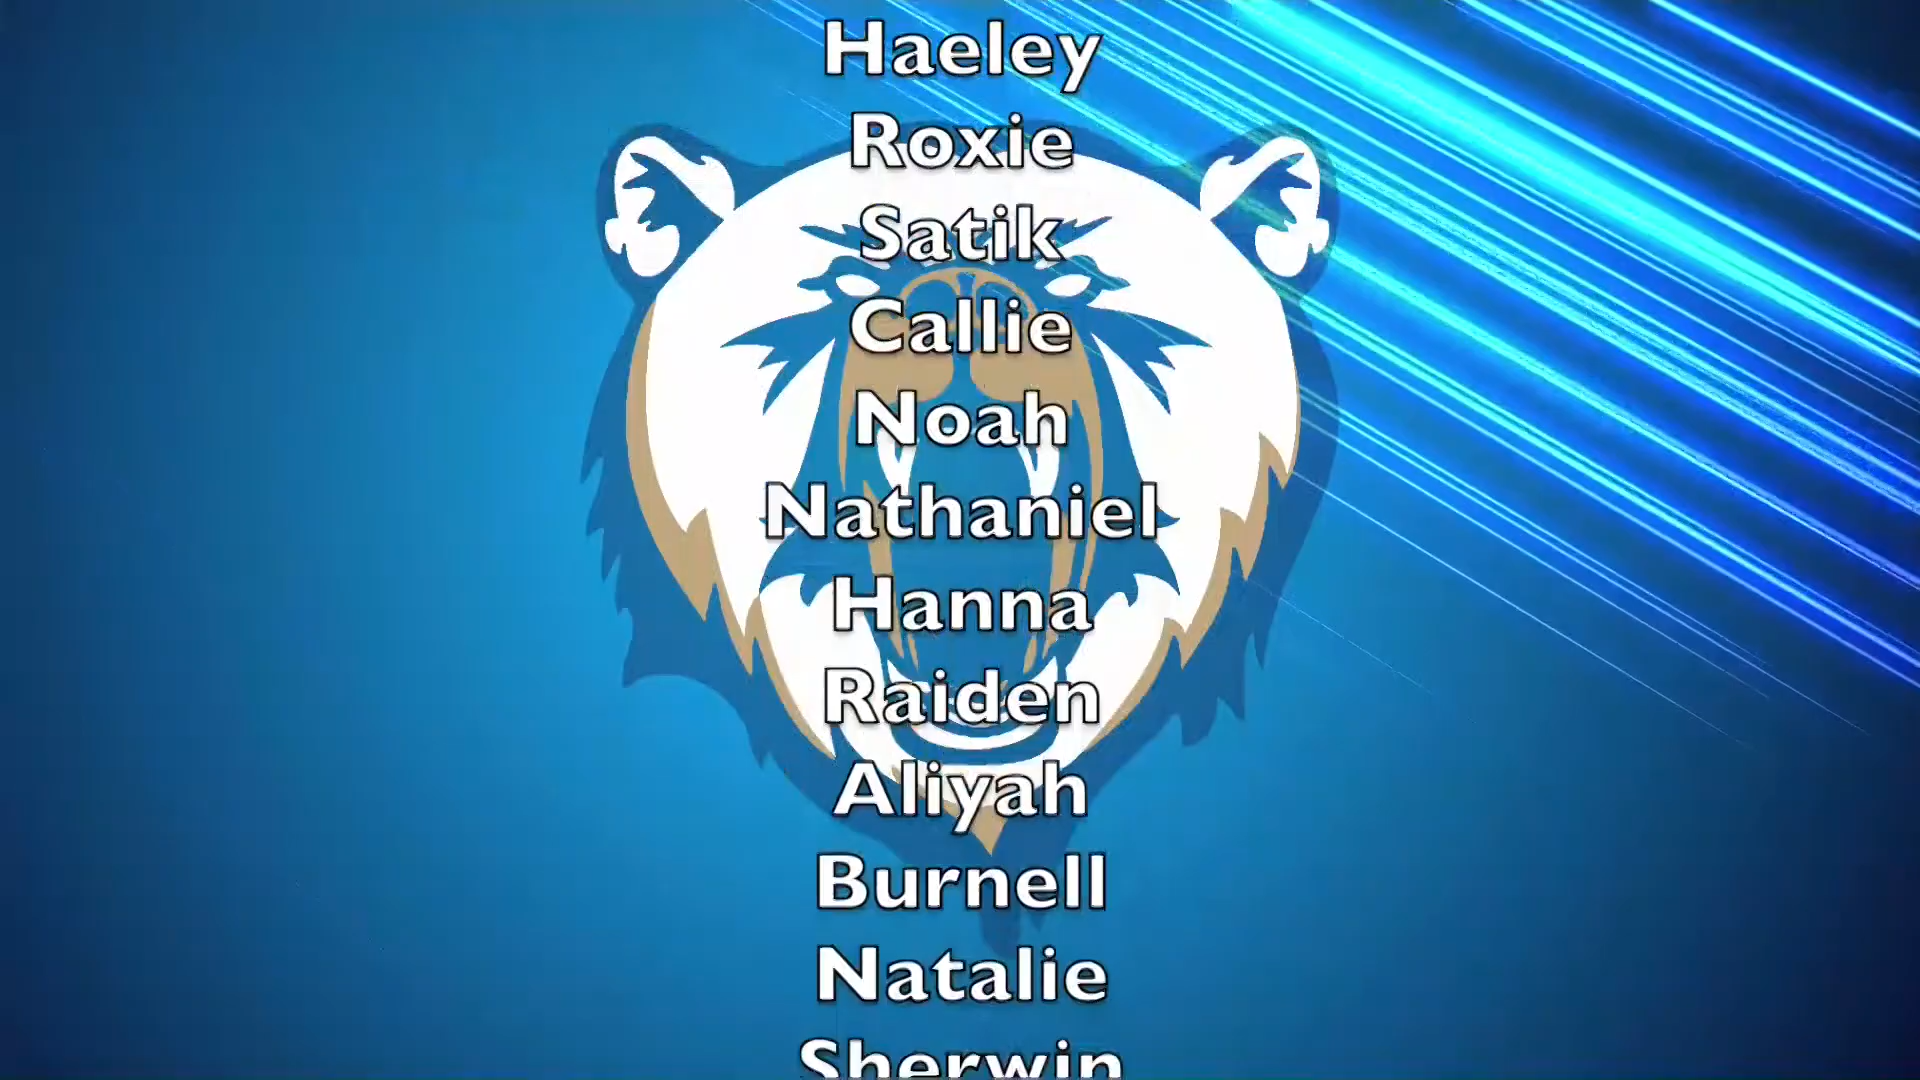 Haeley
Roxie
Satik
Callie
Noah
Nathaniel
Hanna
Raiden
Aliyah
Burnell
Natalie
Sherwin